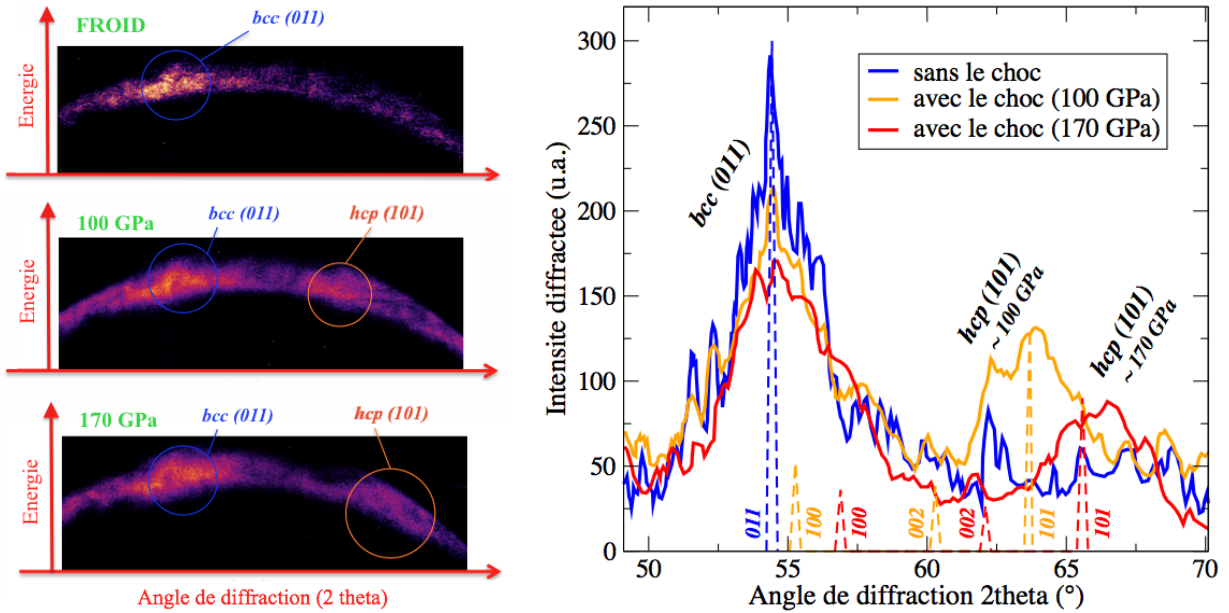 FROID
bcc (011)
Energie
100 GPa
bcc (011)
hcp (101)
Energie
170 GPa
bcc (011)
hcp (101)
Energie
Angle de diffraction (2 theta)
300
250
200
150
100
50
0
Intensite diffractee (u.a.)
sans le choc
avec le choc (100 GPa)
avec le choc (170 GPa)
bcc (011)
hcp (101)
~ 100 GPa
hcp (101)
~ 170 GPa
011
100
100
002
002
101
101
50 55 60 65 70
Angle de diffraction 2theta (°)